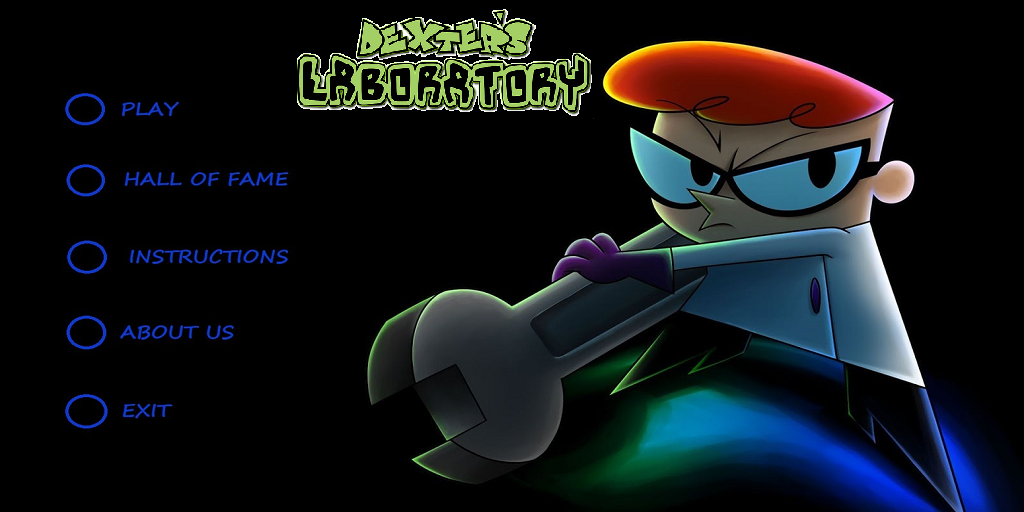 DEXTER'S
LABORATORY
PLAY
HALL OF FAME
INSTRUCTIONS
ABOUT US
EXIT